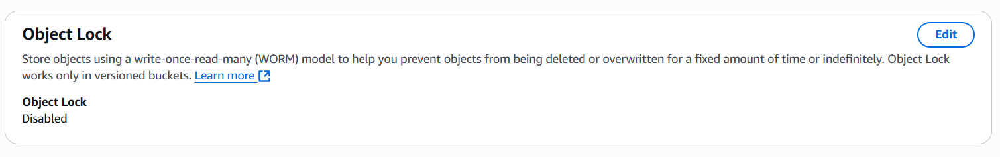 Object Lock
Edit
Store objects using a write-once-read-many (WORM) model to help you prevent objects from being deleted or overwritten for a fixed amount of time or indefinitely. Object Lock
works only in versioned buckets. Learn more
Object Lock
Disabled